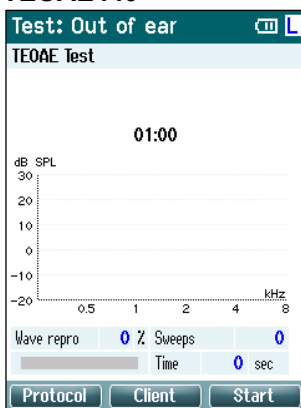 Test: Out of ear L
TEOAE Test
01:00
dB SPL
30
20
10
0
-10
-20
kHz
0.5 1 2 4 8
Wave repro 0 % Sweeps 0
Time 0 sec
Protocol Client Start